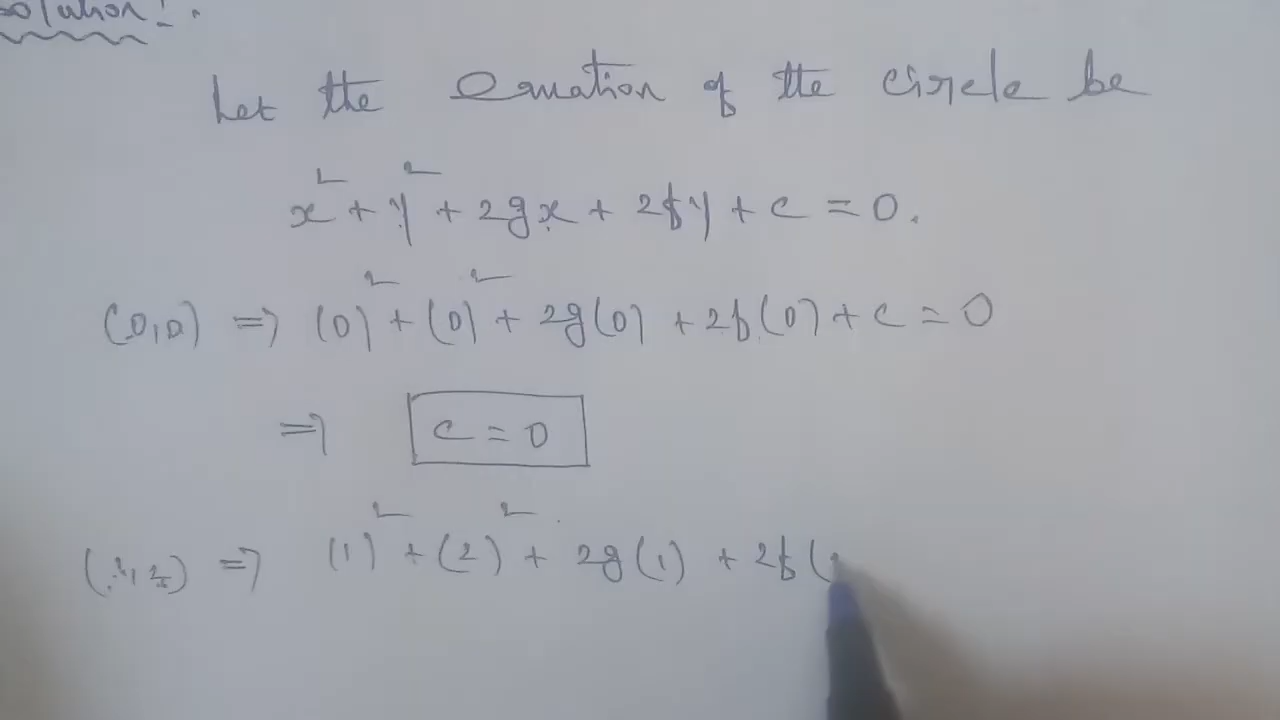 Solution:.
Let the Equation of the circle be
x² + y² + 2gx + 2fy + c = 0.
(0,0) ⇒ (0)² + (0)² + 2g(0) + 2f(0) + c = 0
⇒ c = 0
(1,2) ⇒ (1)² + (2)² + 2g(1) + 2f(